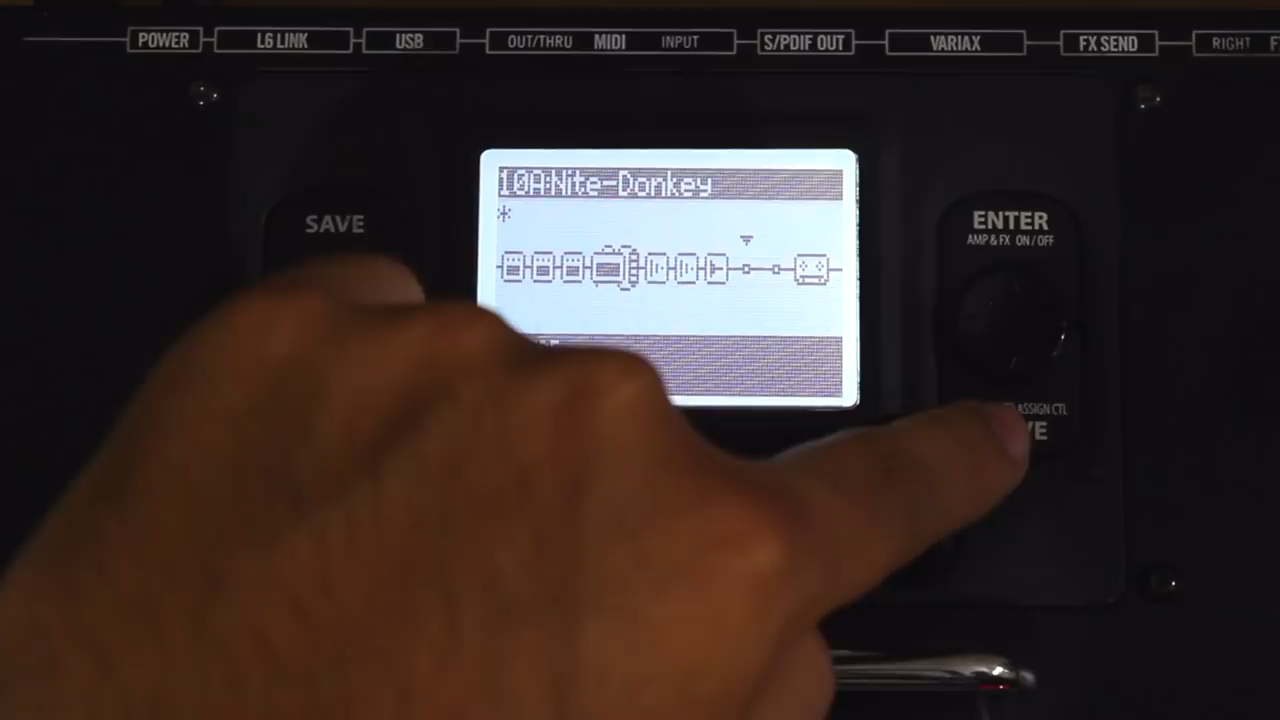 POWER L6 LINK USB OUT/THRU MIDI INPUT S/PDIF OUT VARIAX FX SEND RIGHT
SAVE
10A:Nite-Donkey
*
ENTER
AMP & FX ON / OFF
ASSIGN CTL